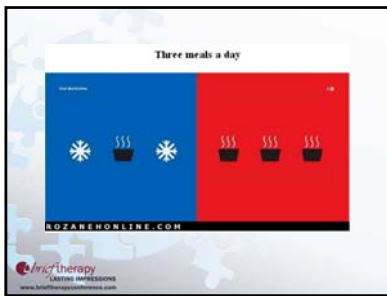 Three meals a day
ROZANEHONLINE.COM
brief therapy
LASTING IMPRESSIONS
www.brieftherapyconference.com